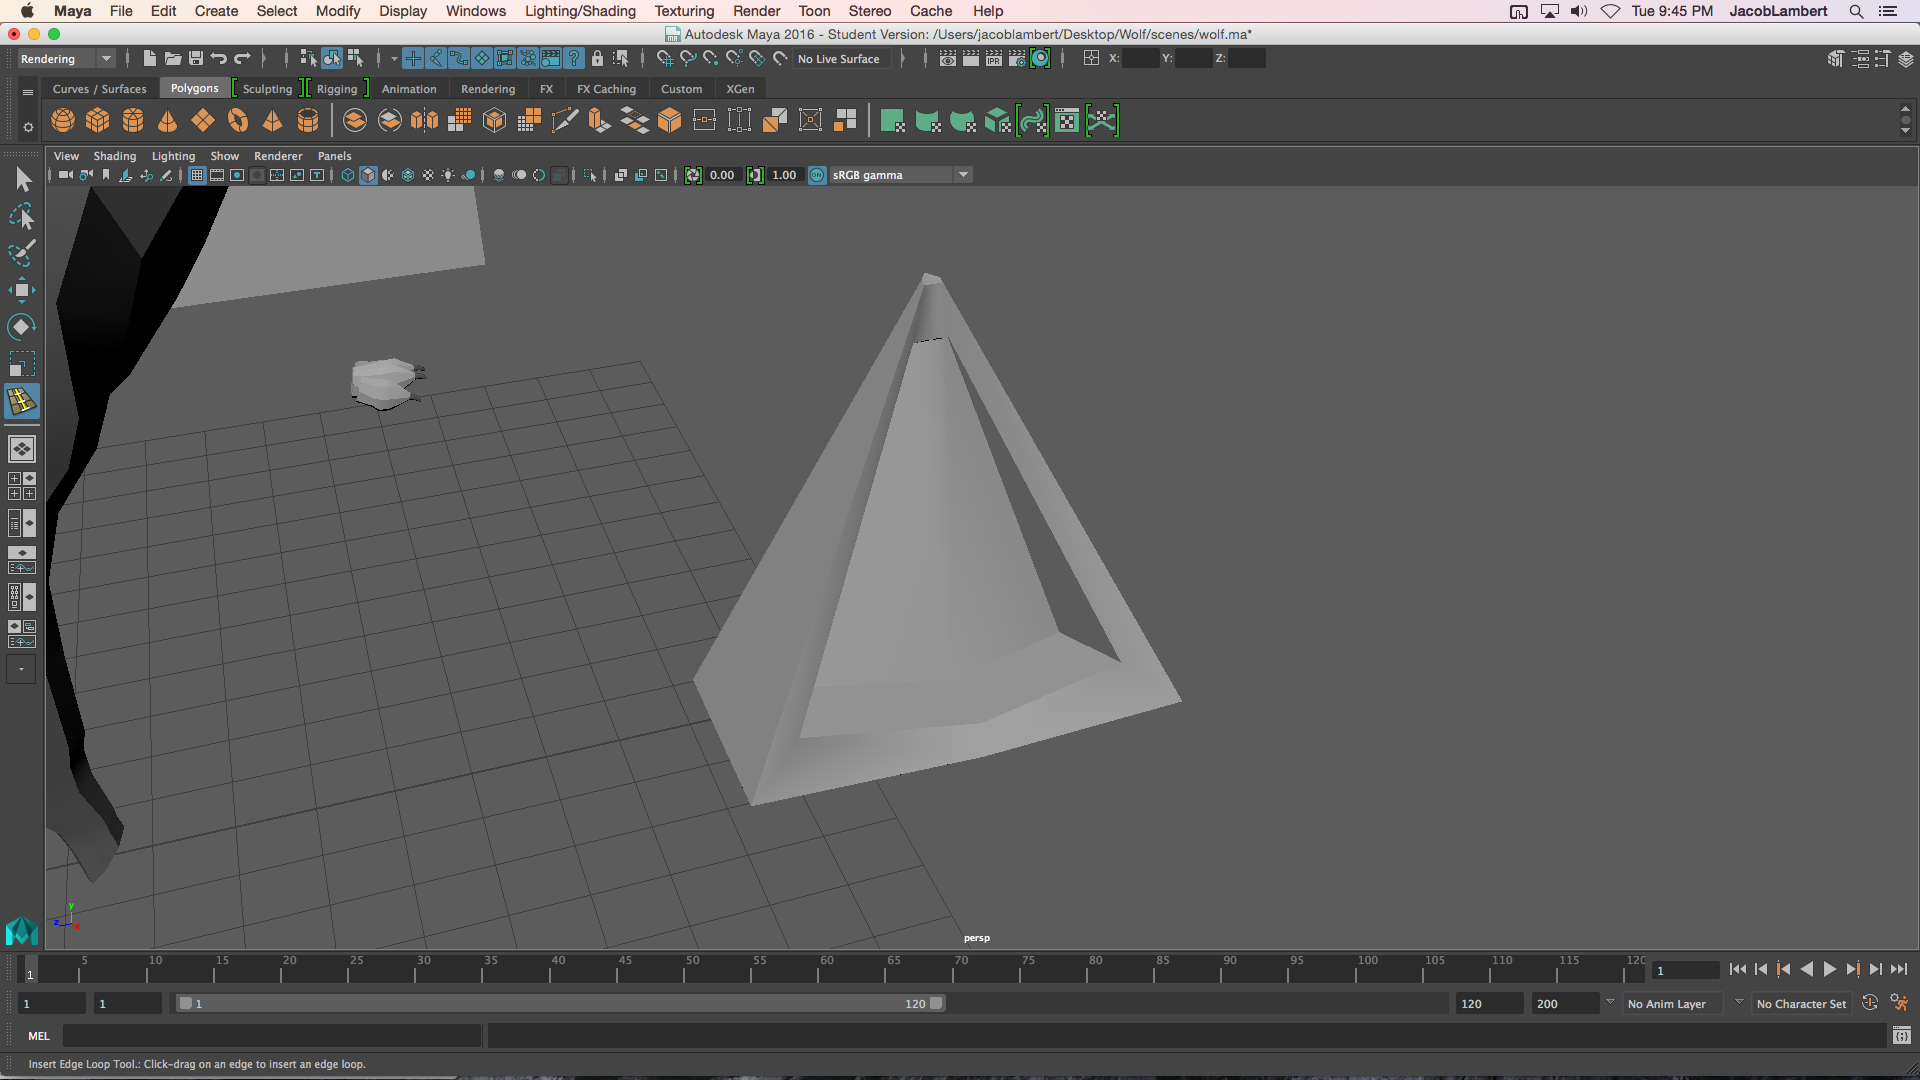 Maya File Edit Create Select Modify Display Windows Lighting/Shading Texturing Render Toon Stereo Cache Help Tue 9:45 PM JacobLambert
Autodesk Maya 2016 - Student Version: /Users/jacoblambert/Desktop/Wolf/scenes/wolf.ma*
Rendering No Live Surface X: Y: Z:
Curves / Surfaces Polygons Sculpting Rigging Animation Rendering FX FX Caching Custom XGen
View Shading Lighting Show Renderer Panels
0.00 1.00 ON sRGB gamma
y
z x
persp
5 10 15 20 25 30 35 40 45 50 55 60 65 70 75 80 85 90 95 100 105 110 115 120
1 1
1 1 1 120 120 200 No Anim Layer No Character Set
MEL
Insert Edge Loop Tool.: Click-drag on an edge to insert an edge loop.